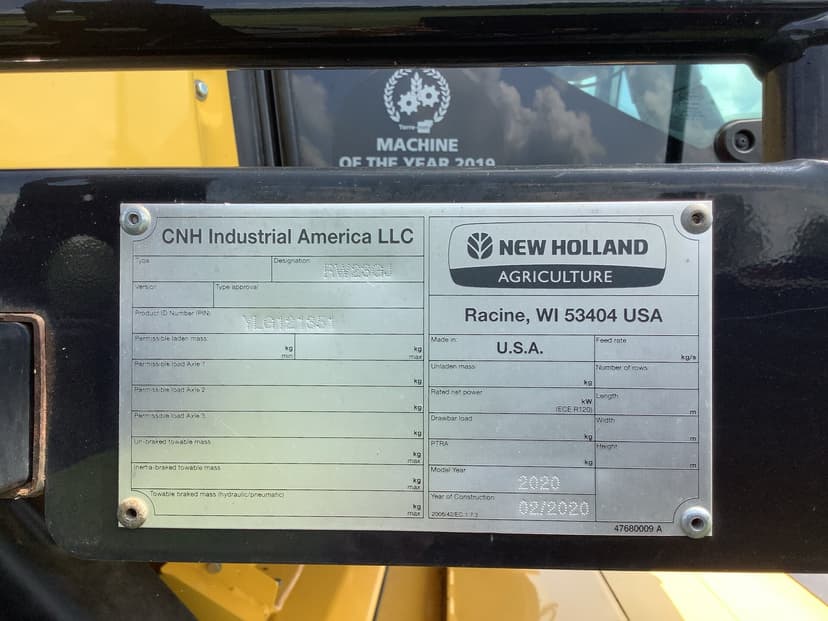 MACHINE
OF THE YEAR 2019
CNH Industrial America LLC
Type
Designation
Version
Type approval
Product ID Number (PIN)
YLG121351
Permissible laden mass
kg
min
kg
max
Permissible load Axle 1
kg
Permissible load Axle 2
kg
Permissible load Axle 3
kg
Un-braked towable mass
kg
max
Inertia-braked towable mass
kg
max
Towable braked mass (hydraulic/pneumatic)
kg
max
NEW HOLLAND
AGRICULTURE
Racine, WI 53404 USA
Made in:
U.S.A.
Feed rate
kg/s
Unladen mass
kg
Number of rows
Rated net power
kW
(ECE R120)
Length
m
Drawbar load
kg
Width
m
PTRA
kg
Height
m
Model Year
2020
Year of Construction
02/2020
2006/42/EC 1.7.3
47680009 A